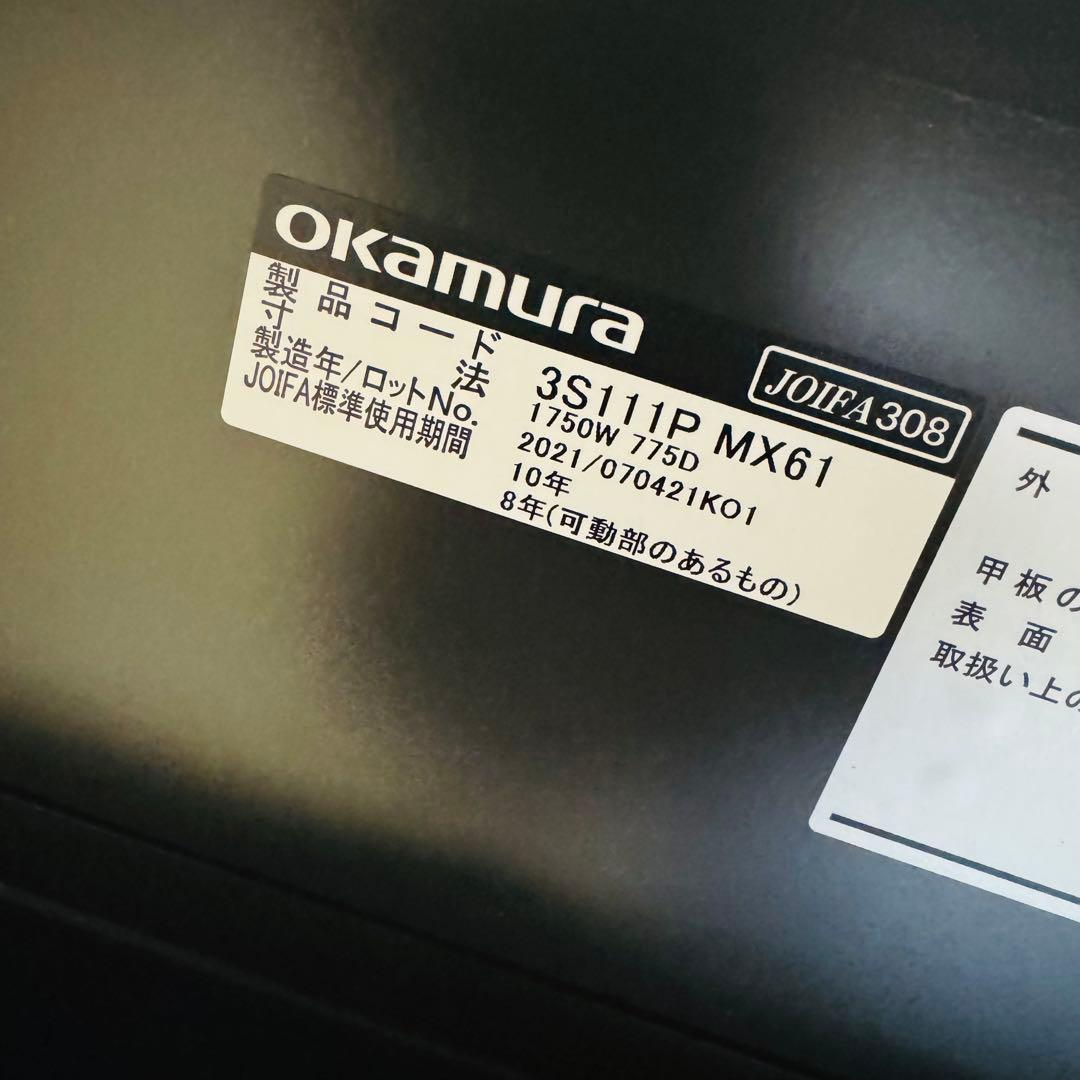 OKamura
JOIFA308
製品コード 3S111P MX61
寸法 1750W 775D
製造年/ロットNo. 2021/070421K01
JOIFA標準使用期間 10年
8年(可動部のあるもの)
外
甲板の
表面
取扱い上の